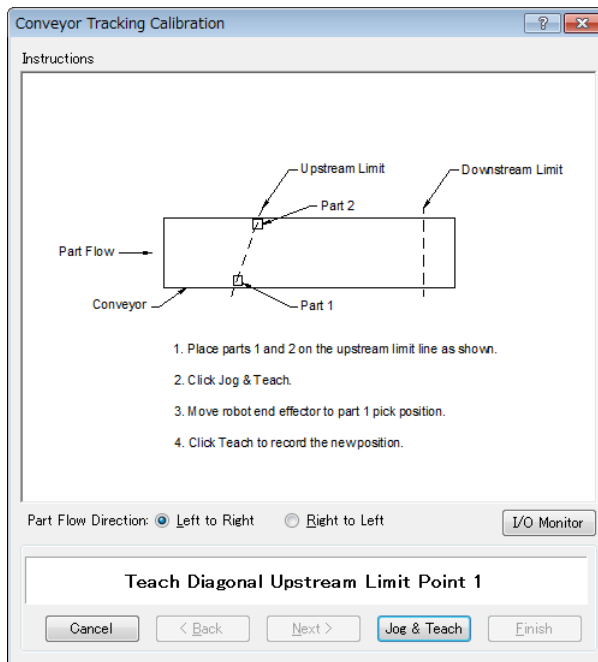 Conveyor Tracking Calibration
?
Instructions
Upstream Limit
Downstream Limit
Part 2
Part Flow
Conveyor
Part 1
1. Place parts 1 and 2 on the upstream limit line as shown.
2. Click Jog & Teach.
3. Move robot end effector to part 1 pick position.
4. Click Teach to record the newposition.
Part Flow Direction: Left to Right Right to Left I/O Monitor
Teach Diagonal Upstream Limit Point 1
Cancel < Back Next > Jog & Teach Finish